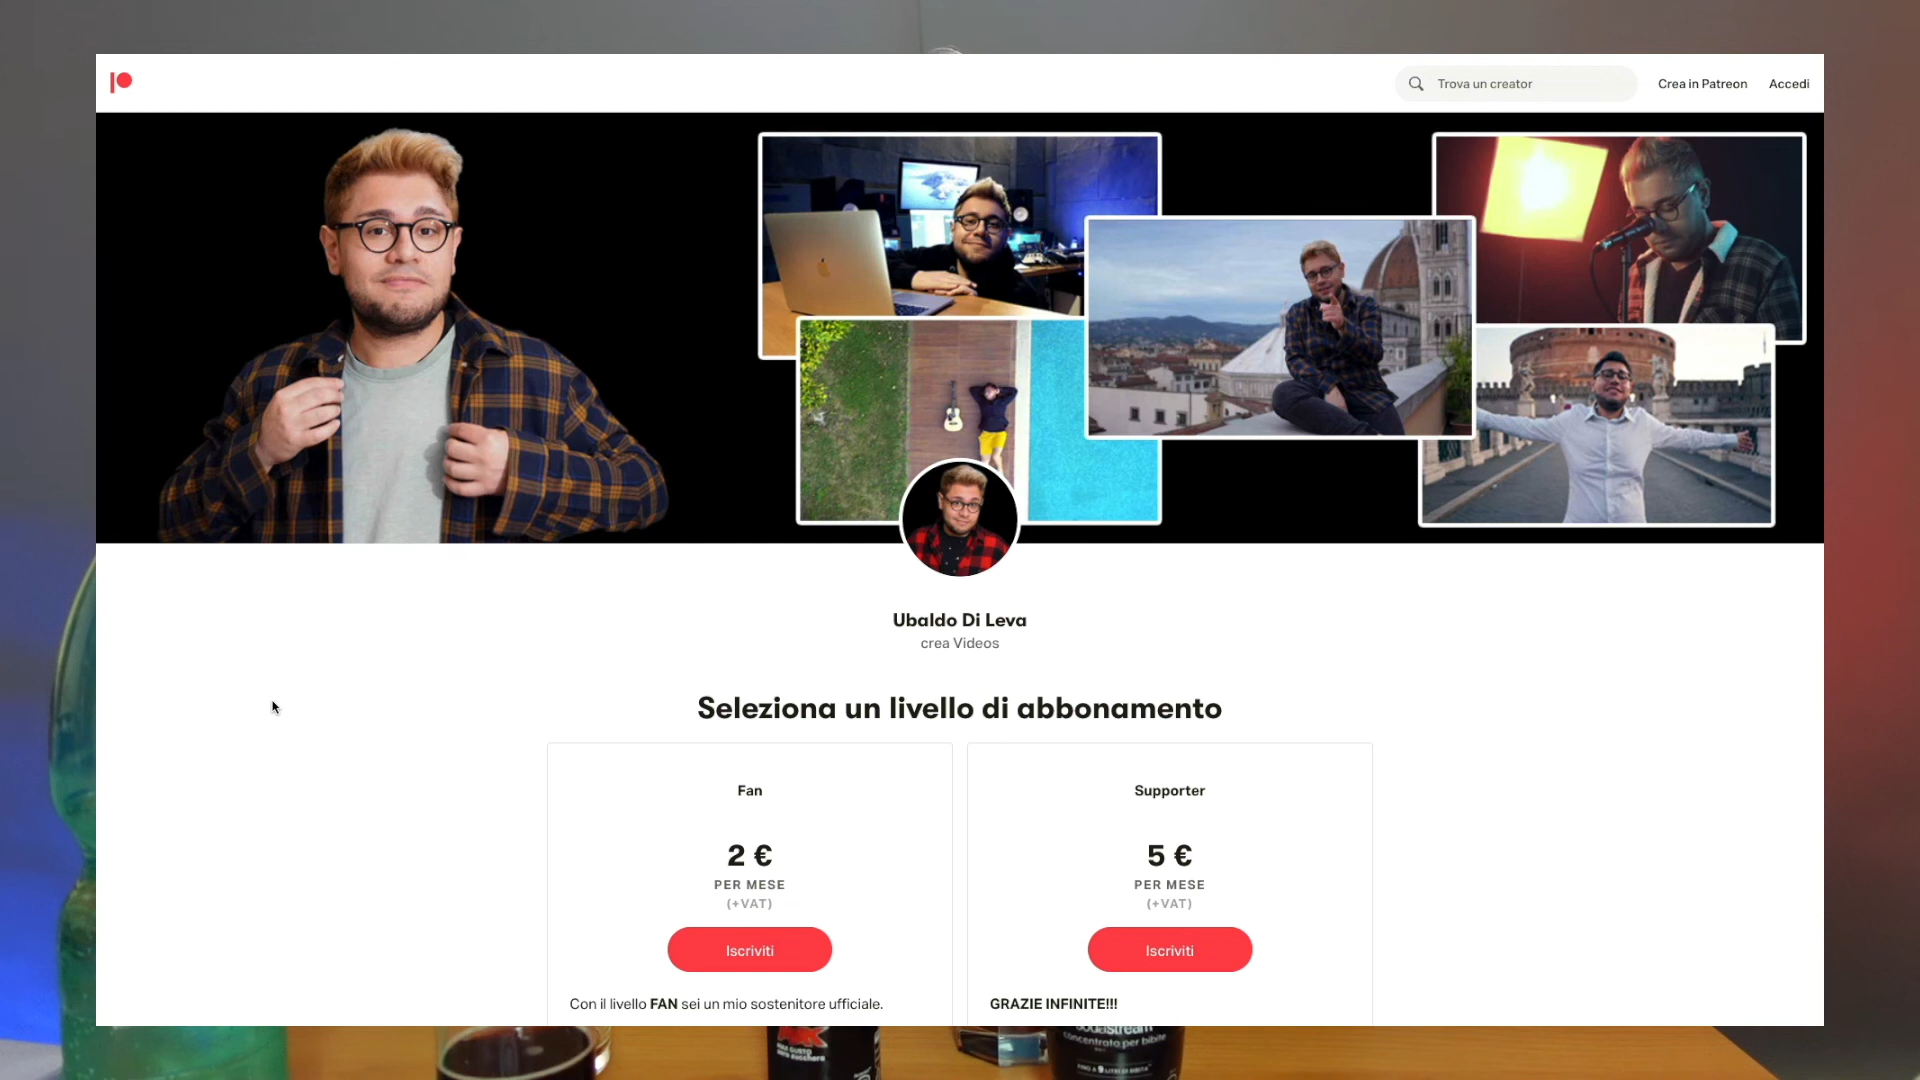 Trova un creator
Crea in Patreon
Accedi
Ubaldo Di Leva
crea Videos
Seleziona un livello di abbonamento
Fan
2 €
PER MESE
(+VAT)
Iscriviti
Con il livello FAN sei un mio sostenitore ufficiale.
Supporter
5 €
PER MESE
(+VAT)
Iscriviti
GRAZIE INFINITE!!!
sodastream
concentrato per bibite